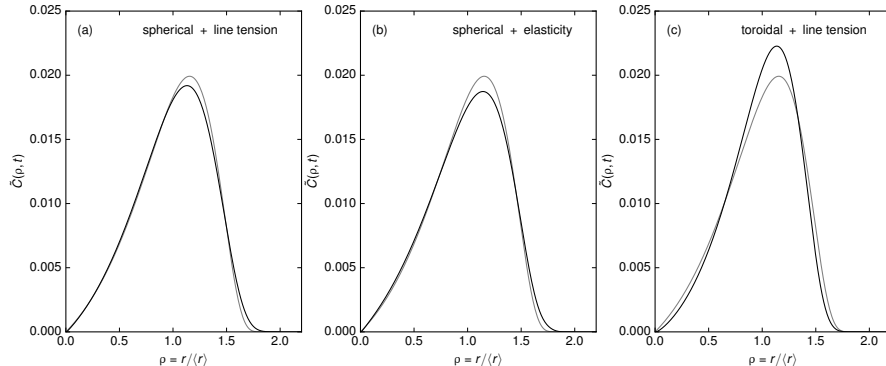 (a) spherical + line tension
0.025
0.020
0.015
0.010
0.005
0.000
C̃(ρ, t)
0.0 0.5 1.0 1.5 2.0
ρ = r/⟨r⟩
(b) spherical + elasticity
0.025
0.020
0.015
0.010
0.005
0.000
C̃(ρ, t)
0.0 0.5 1.0 1.5 2.0
ρ = r/⟨r⟩
(c) toroidal + line tension
0.025
0.020
0.015
0.010
0.005
0.000
C̃(ρ, t)
0.0 0.5 1.0 1.5 2.0
ρ = r/⟨r⟩